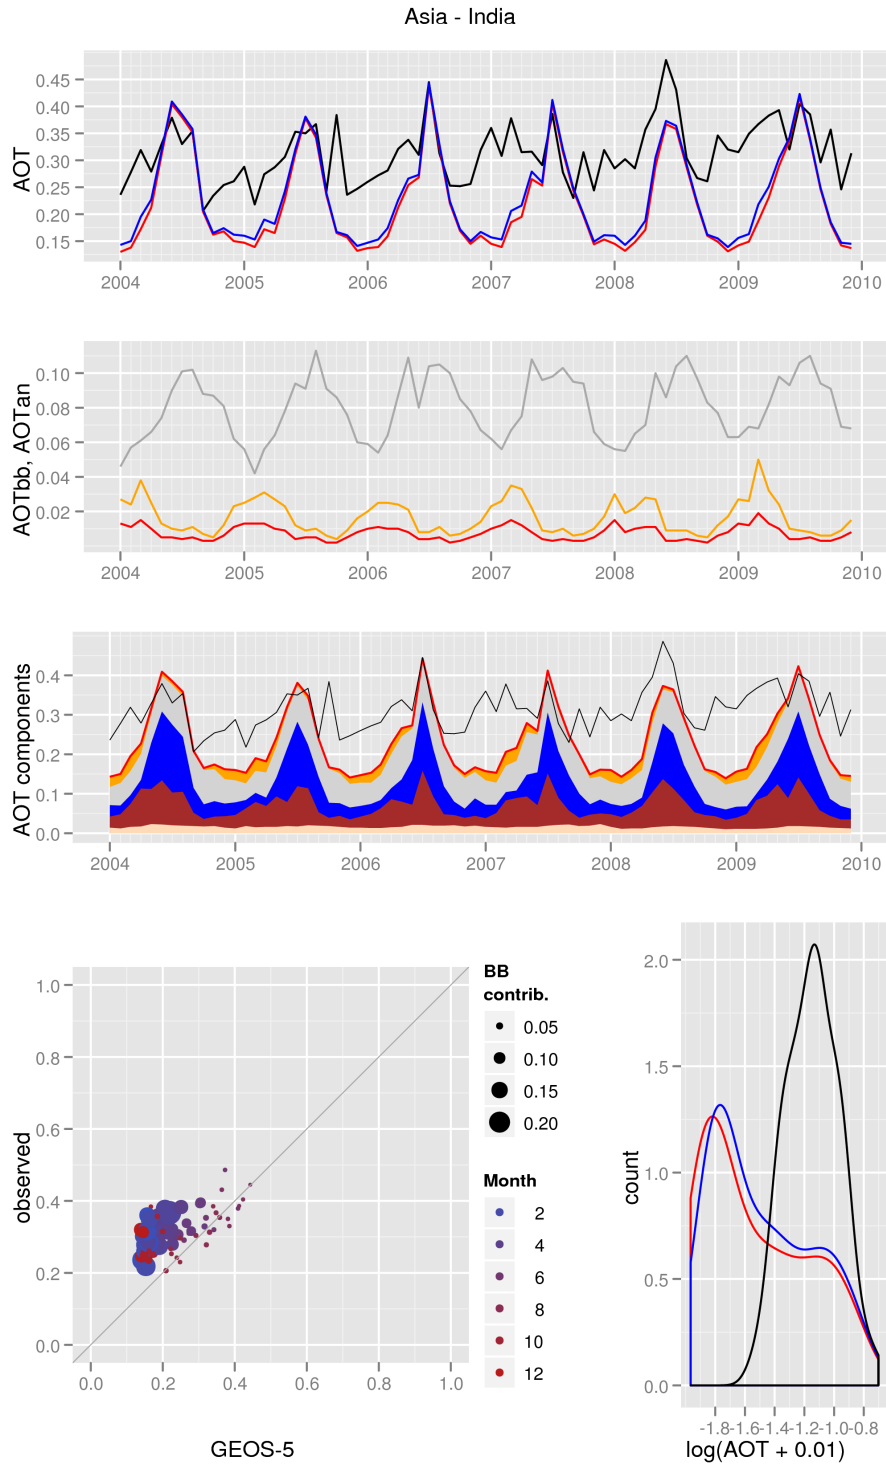 Asia - India
AOT
0.45
0.40
0.35
0.30
0.25
0.20
0.15
2004 2005 2006 2007 2008 2009 2010
AOTbb, AOTan
0.10
0.08
0.06
0.04
0.02
2004 2005 2006 2007 2008 2009 2010
AOT components
0.4
0.3
0.2
0.1
0.0
2004 2005 2006 2007 2008 2009 2010
observed
1.0
0.8
0.6
0.4
0.2
0.0
0.0 0.2 0.4 0.6 0.8 1.0
GEOS-5
BB
contrib.
0.05
0.10
0.15
0.20
Month
2
4
6
8
10
12
count
2.0
1.5
1.0
0.5
0.0
-1.8-1.6-1.4-1.2-1.0-0.8
log(AOT + 0.01)